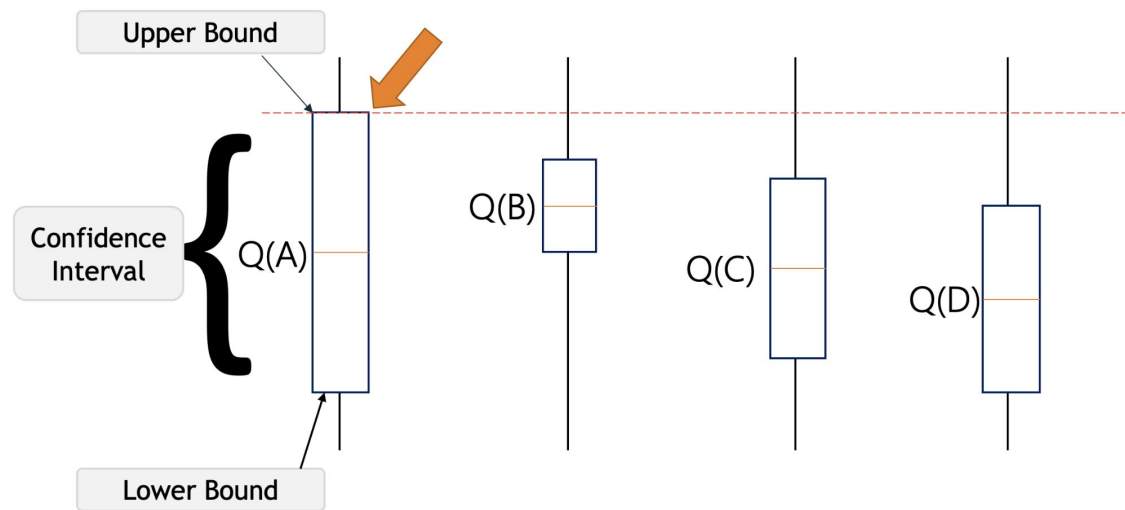 Upper Bound
Q(B)
Confidence
Interval
Q(A)
Q(C)
Q(D)
Lower Bound